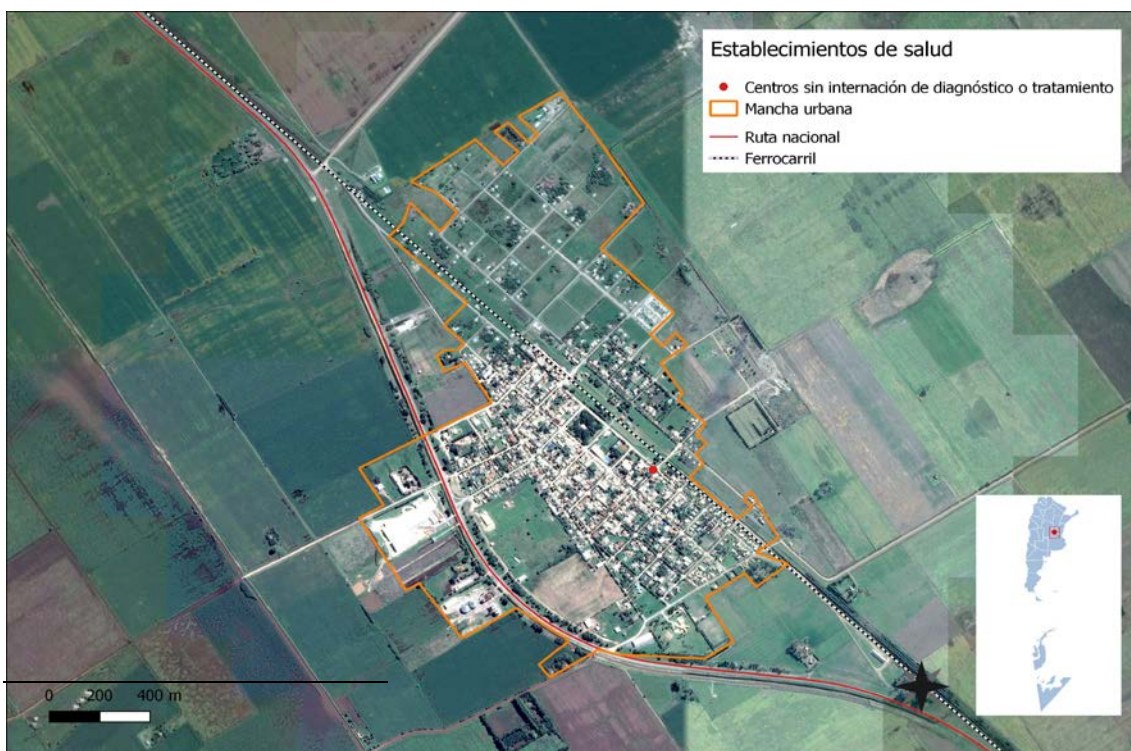 Establecimientos de salud
Centros sin internación de diagnóstico o tratamiento
Mancha urbana
Ruta nacional
Ferrocarril
0 200 400 m